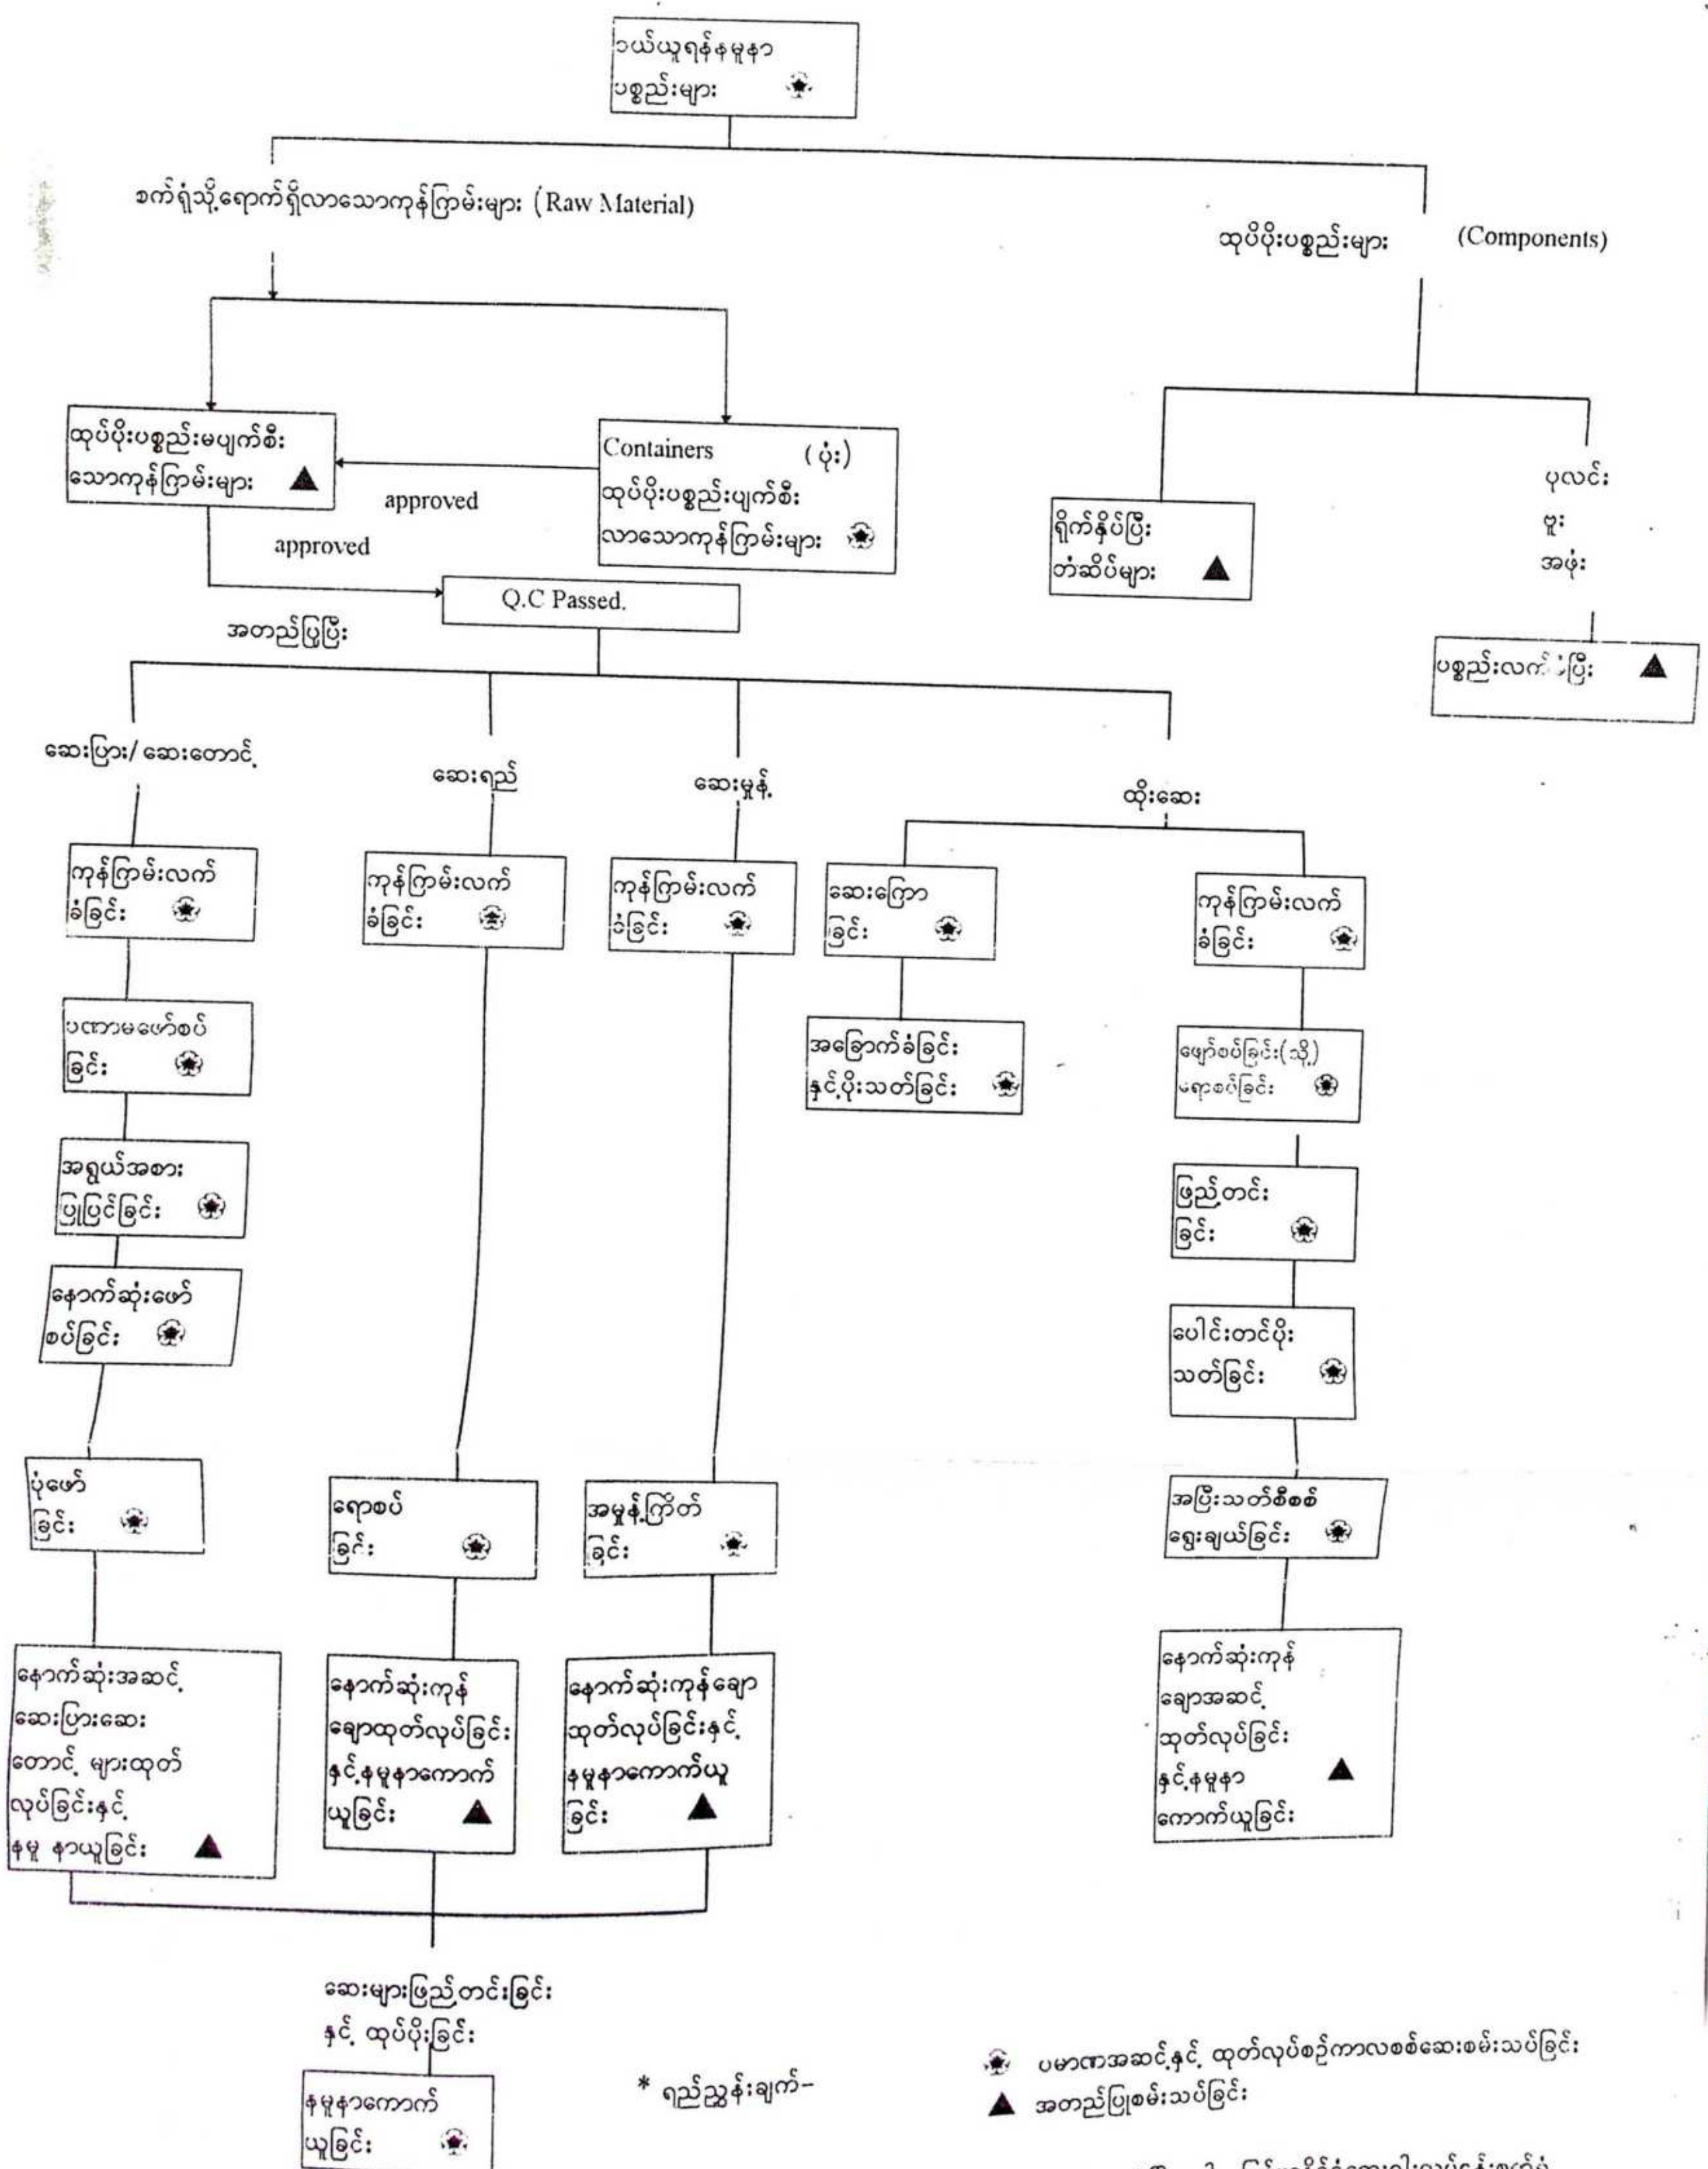 ဝယ်ယူရန်နမူနာ
ပစ္စည်းများ
စက်ရုံသို့ရောက်ရှိလာသောကုန်ကြမ်းများ (Raw Material)
ထုပ်ပိုးပစ္စည်းများ (Components)
ထုပ်ပိုးပစ္စည်းမပျက်စီး
သောကုန်ကြမ်းများ
approved
Containers (ပုံး)
ထုပ်ပိုးပစ္စည်းပျက်စီး
လာသောကုန်ကြမ်းများ
ရိုက်နှိပ်ပြီး
တံဆိပ်များ
ပုလင်း
ဗူး
အဖုံး
ပစ္စည်းလက်ခံပြီး
approved
Q.C Passed.
အတည်ပြုပြီး
ဆေးပြား/ဆေးတောင့်
ဆေးရည်
ဆေးမှုန့်
ထိုးဆေး
ကုန်ကြမ်းလက်
ခံခြင်း
ကုန်ကြမ်းလက်
ခံခြင်း
ကုန်ကြမ်းလက်
ခံခြင်း
ဆေးကြော
ခြင်း
ကုန်ကြမ်းလက်
ခံခြင်း
ပဏာမဖော်စပ်
ခြင်း
အခြောက်ခံခြင်း
နှင့်ပိုးသတ်ခြင်း
ဖျော်စပ်ခြင်း(သို့)
ရောစပ်ခြင်း
အရွယ်အစား
ပြုပြင်ခြင်း
ဖြည့်တင်း
ခြင်း
နောက်ဆုံးဖော်
စပ်ခြင်း
ပေါင်းတင်ပိုး
သတ်ခြင်း
ပုံဖော်
ခြင်း
ရောစပ်
ခြင်း
အမှုန့်ကြိတ်
ခြင်း
အပြီးသတ်စိစစ်
ရွေးချယ်ခြင်း
နောက်ဆုံးအဆင့်
ဆေးပြားဆေး
တောင့် များထုတ်
လုပ်ခြင်းနှင့်
နမူ နာယူခြင်း
နောက်ဆုံးကုန်
ချောထုတ်လုပ်ခြင်း
နှင့်နမူနာကောက်
ယူခြင်း
နောက်ဆုံးကုန်ချော
ထုတ်လုပ်ခြင်းနှင့်
နမူနာကောက်ယူ
ခြင်း
နောက်ဆုံးကုန်
ချောအဆင့်
ထုတ်လုပ်ခြင်း
နှင့်နမူနာ
ကောက်ယူခြင်း
ဆေးများဖြည့်တင်းခြင်း
နှင့် ထုပ်ပိုးခြင်း
နမူနာကောက်
ယူခြင်း
* ရည်ညွှန်းချက်–
ပမာဏအဆင့်နှင့် ထုတ်လုပ်စဉ်ကာလစစ်ဆေးစမ်းသပ်ခြင်း
အတည်ပြုစမ်းသပ်ခြင်း